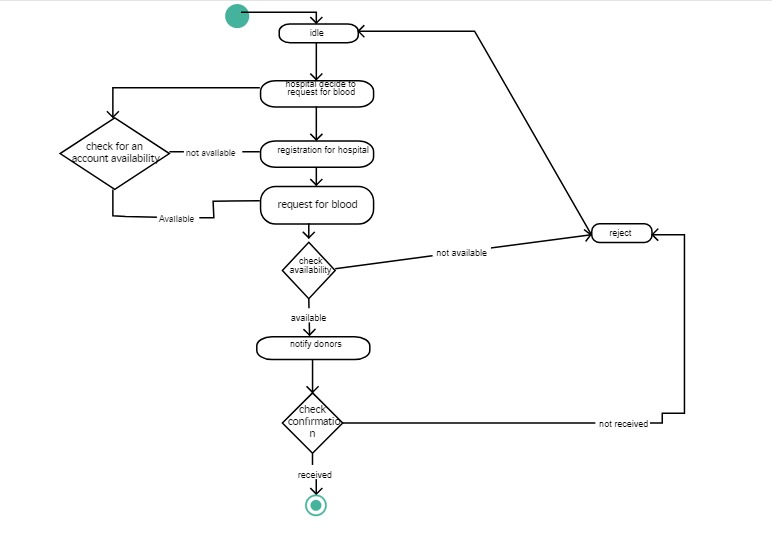 idle
hospital decide to
request for blood
check for an
account availability
not available
registration for hospital
Available
request for blood
reject
check
availability
not available
available
notify donors
check
confirmatio
n
not received
received